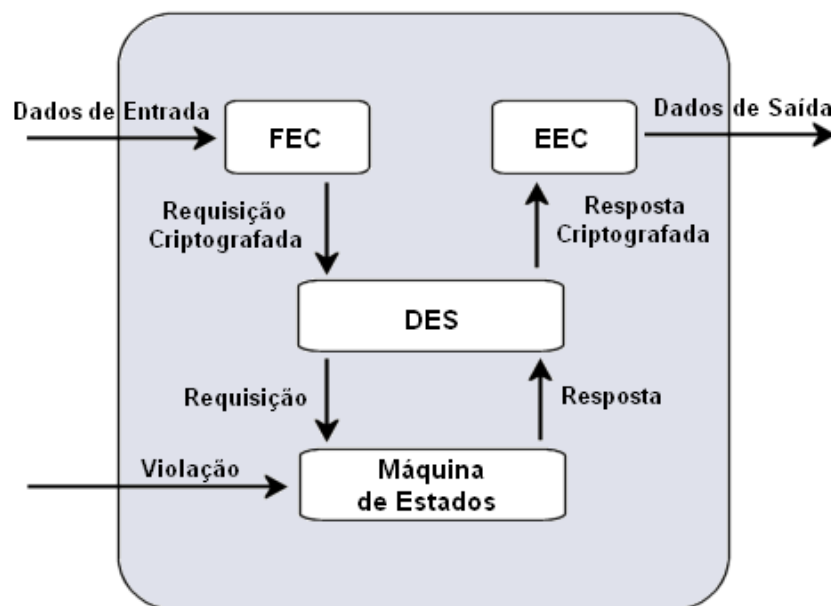 Dados de Entrada
FEC
EEC
Dados de Saída
Requisição
Criptografada
Resposta
Criptografada
DES
Requisição
Resposta
Violação
Máquina
de Estados